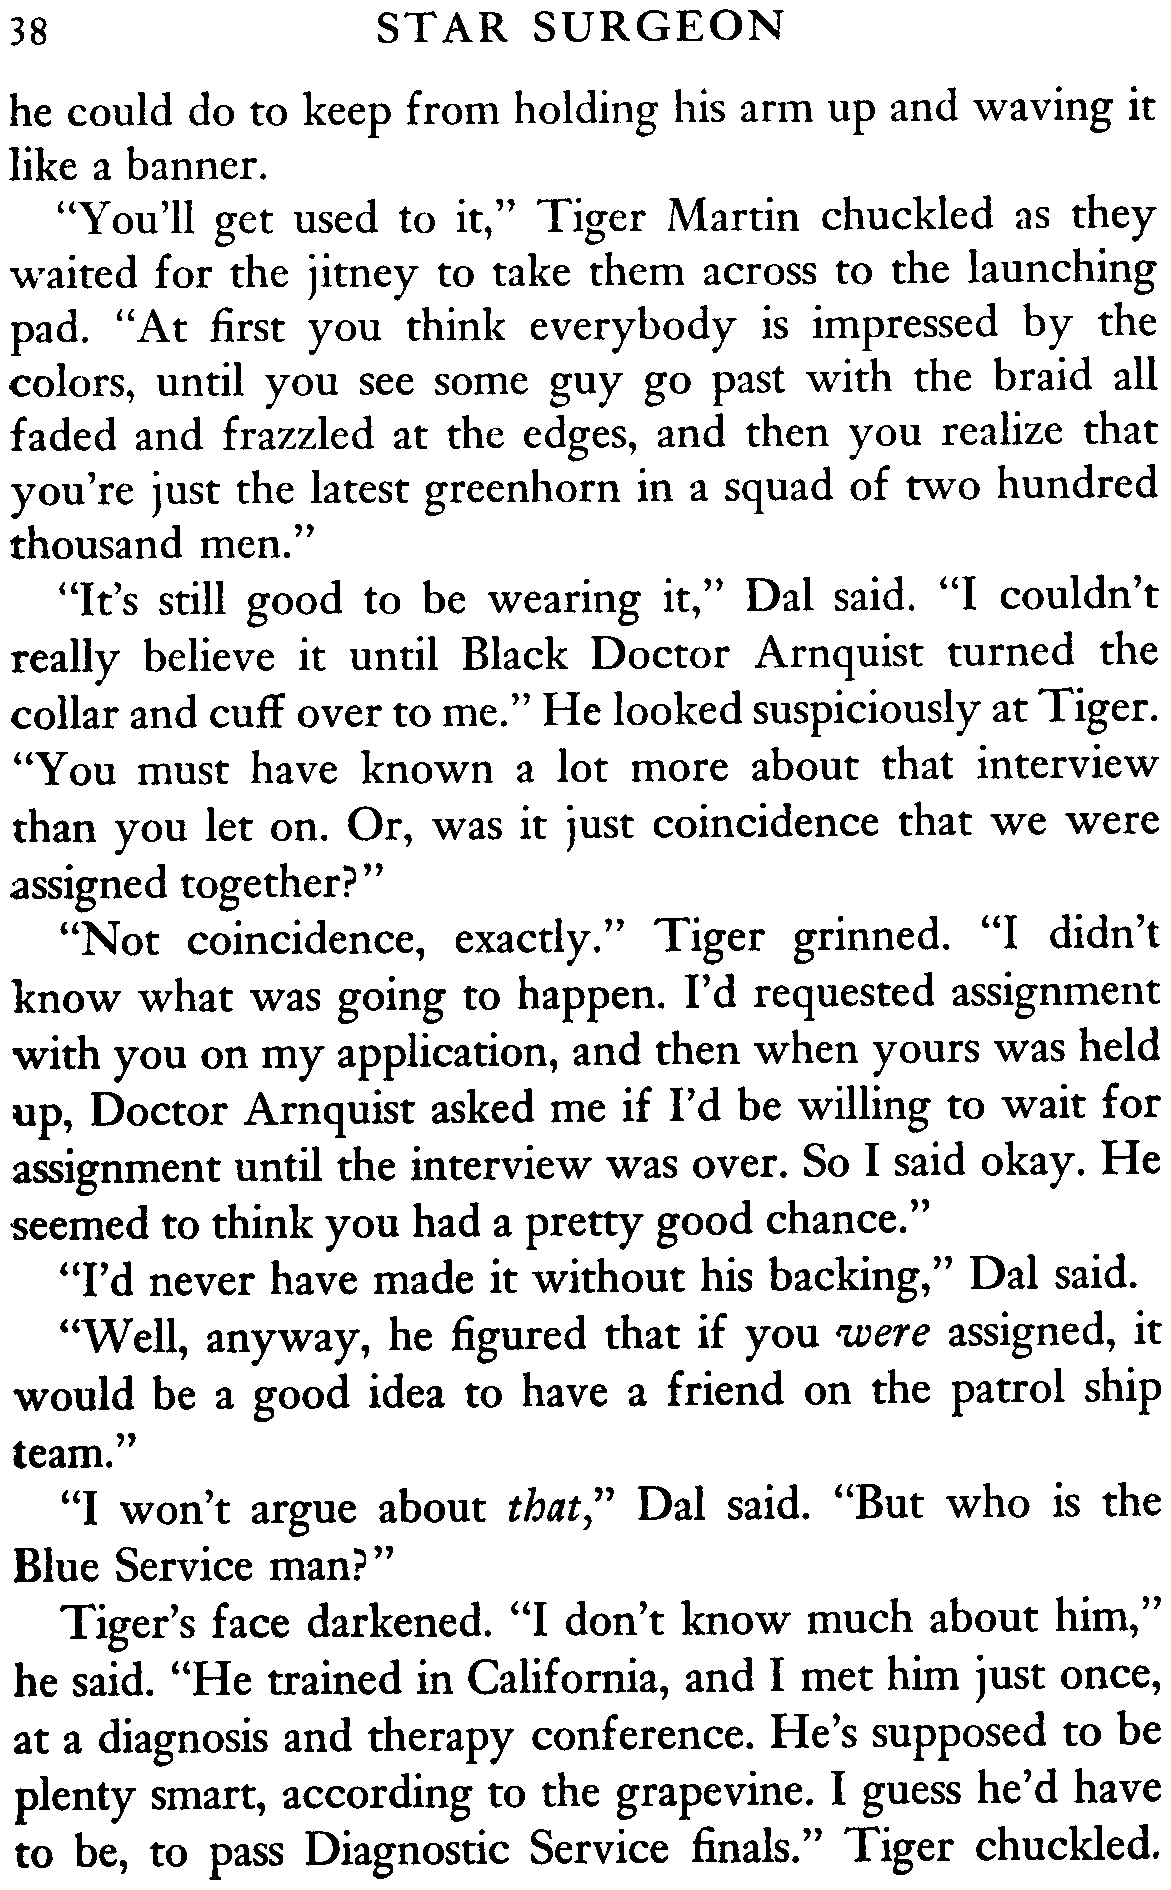 38 STAR SURGEON
he could do to keep from holding his arm up and waving it
like a banner.
“You'll get used to it,” Tiger Martin chuckled as they
waited for the jitney to take them across to the launching
pad. “At first you think everybody is impressed by the
colors, until you see some guy go past with the braid all
faded and frazzled at the edges, and then you realize that
you're just the latest greenhorn in a squad of two hundred
thousand men.”
“It's still good to be wearing it,” Dal said. “I couldn't
really believe it until Black Doctor Arnquist turned the
collar and cuff over to me.” He looked suspiciously at Tiger.
“You must have known a lot more about that interview
than you let on. Or, was it just coincidence that we were
assigned together?”
“Not coincidence, exactly.” Tiger grinned. “I didn't
know what was going to happen. I'd requested assignment
with you on my application, and then when yours was held
up, Doctor Arnquist asked me if I'd be willing to wait for
assignment until the interview was over. So I said okay. He
seemed to think you had a pretty good chance.”
“I'd never have made it without his backing,” Dal said.
“Well, anyway, he figured that if you were assigned, it
would be a good idea to have a friend on the patrol ship
team.”
“I won't argue about that,” Dal said. “But who is the
Blue Service man?”
Tiger's face darkened. “I don't know much about him,”
he said. “He trained in California, and I met him just once,
at a diagnosis and therapy conference. He's supposed to be
plenty smart, according to the grapevine. I guess he'd have
to be, to pass Diagnostic Service finals.” Tiger chuckled.